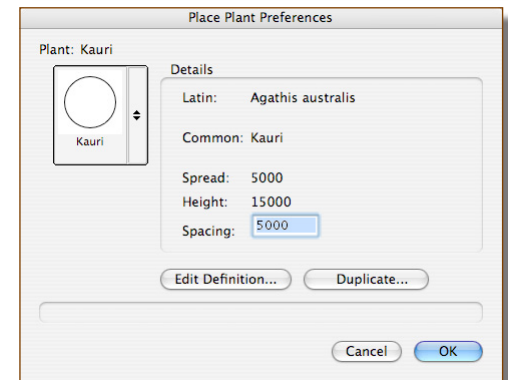 Place Plant Preferences
Plant: Kauri
Kauri
Details
Latin: Agathis australis
Common: Kauri
Spread: 5000
Height: 15000
Spacing: 5000
Edit Definition... Duplicate...
Cancel OK